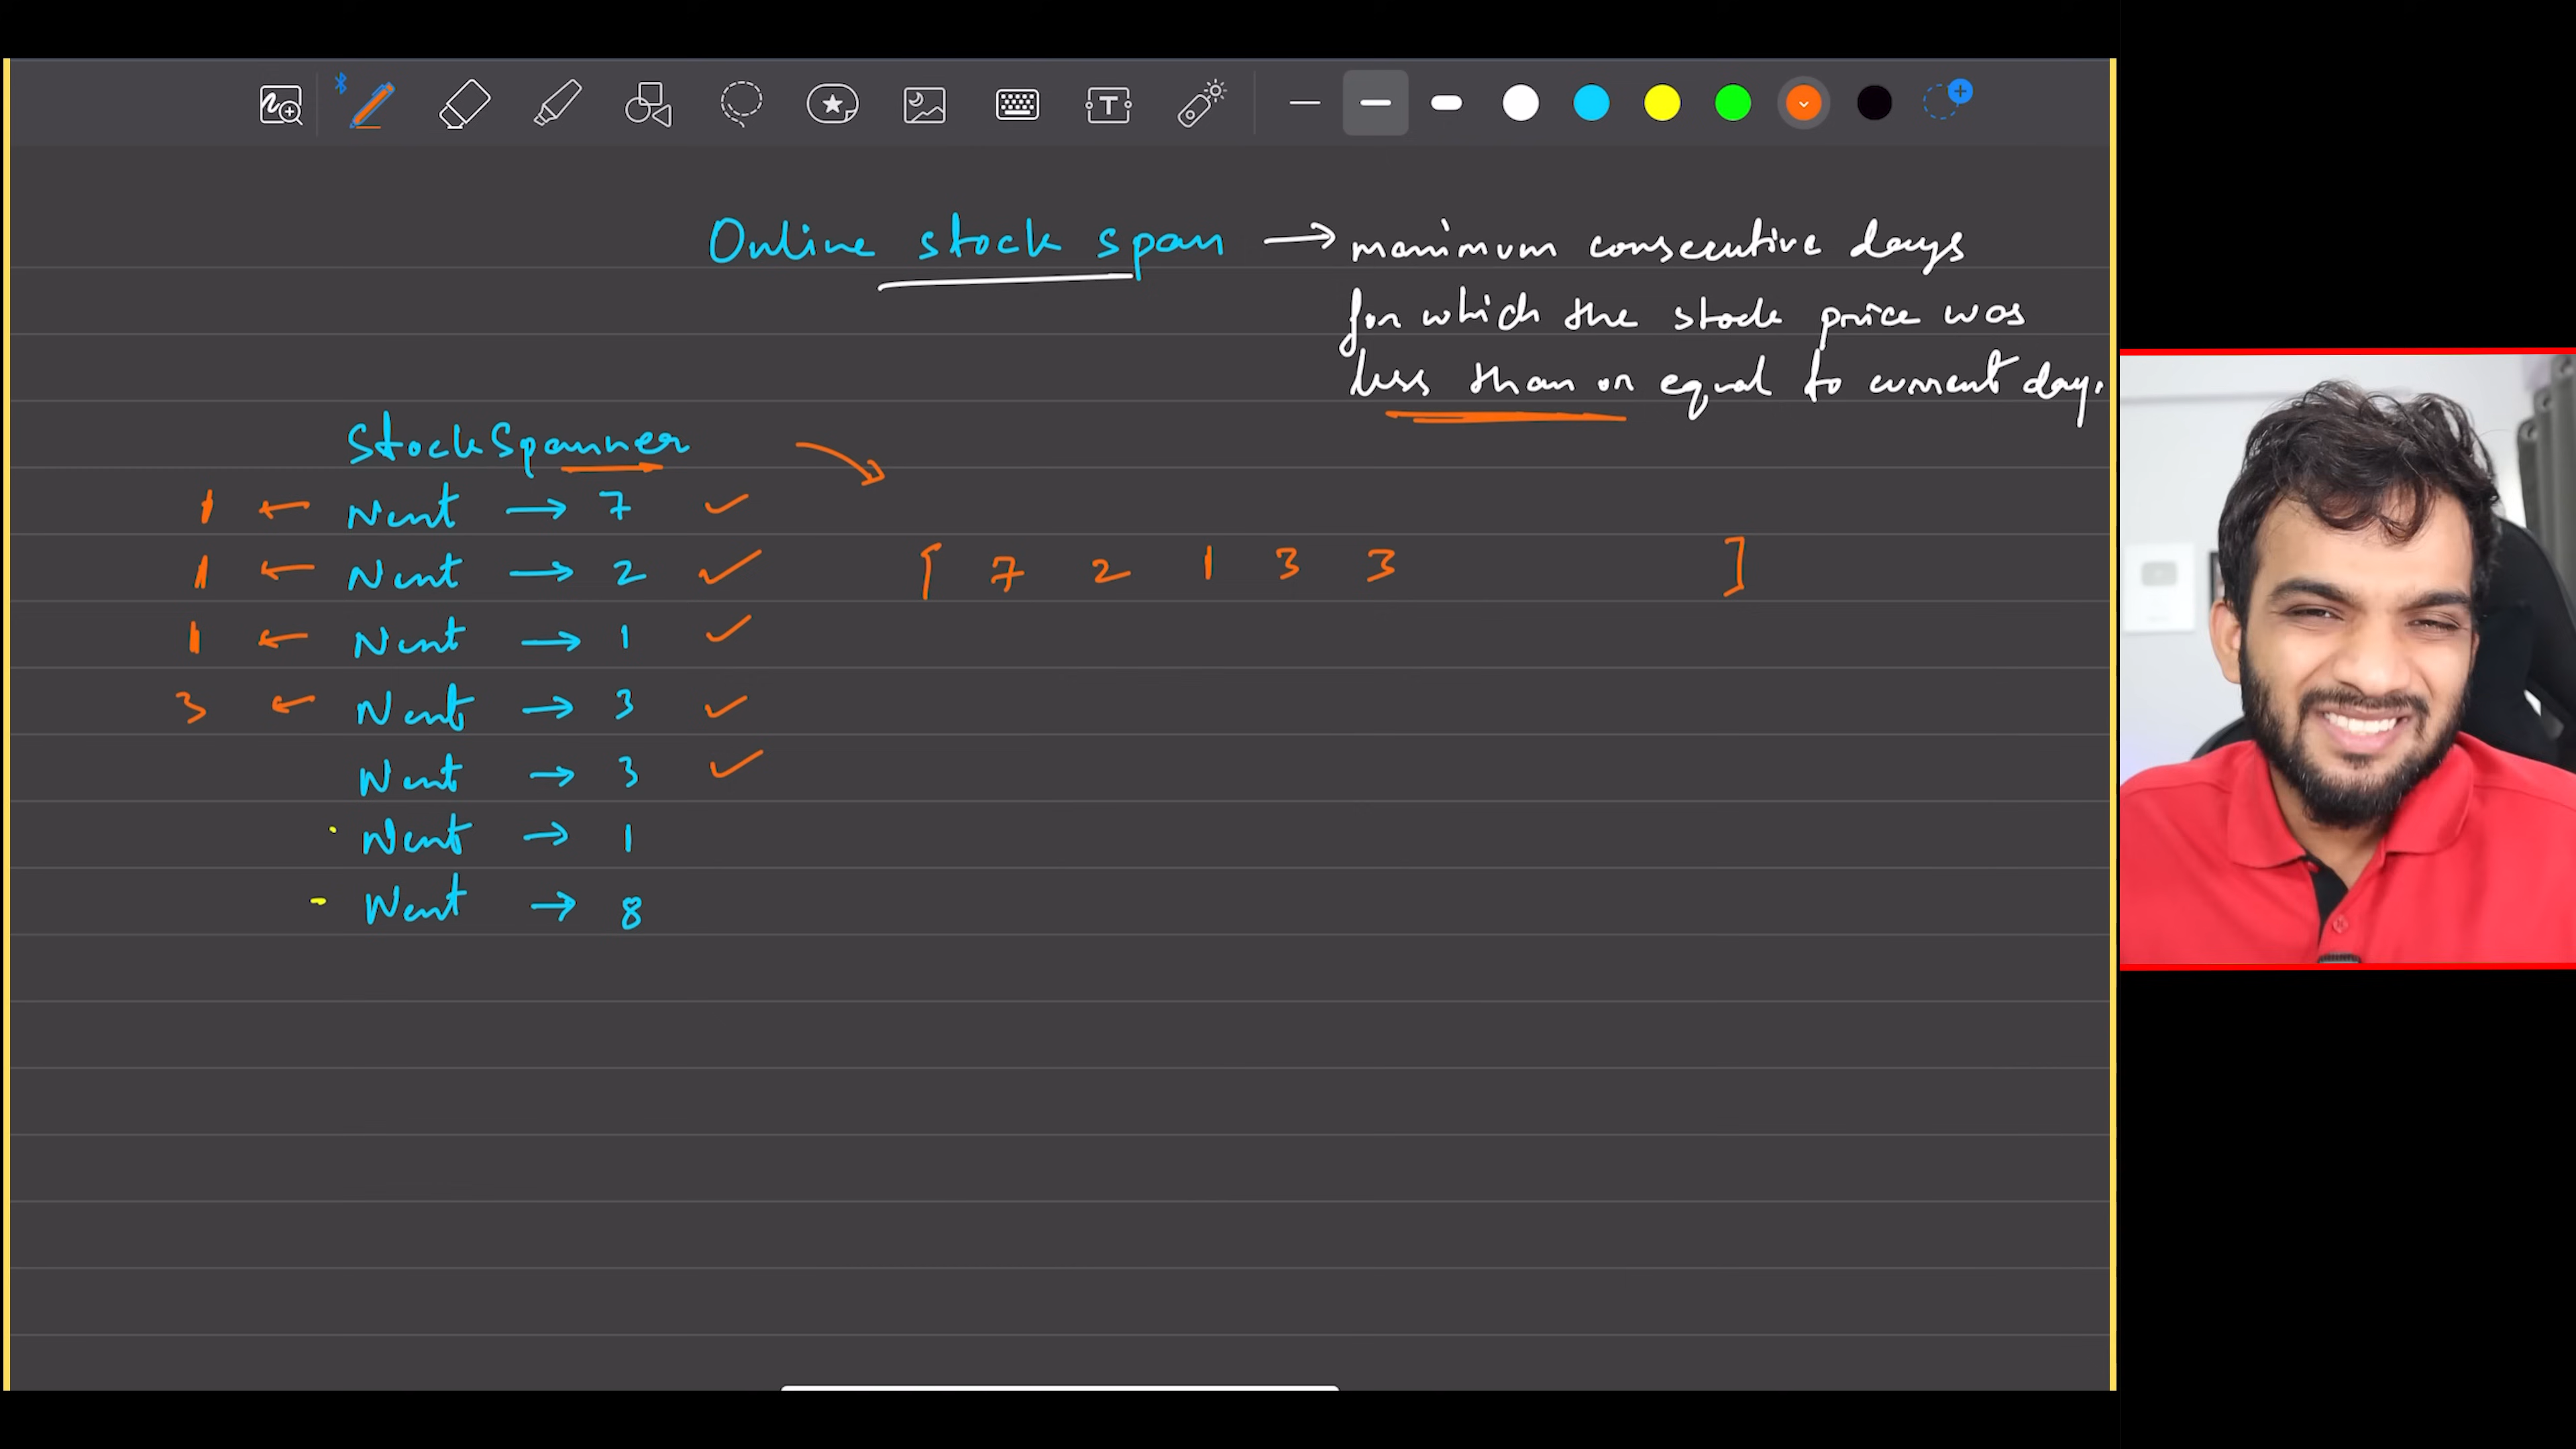 Online stock span → maximum consecutive days
for which the stock price was
less than or equal to current day.
StockSpanner
1 ← Next → 7 ✓
1 ← Next → 2 ✓
[ 7 2 1 3 3 ]
1 ← Next → 1 ✓
3 ← Next → 3 ✓
Next → 3 ✓
Next → 1
Next → 8